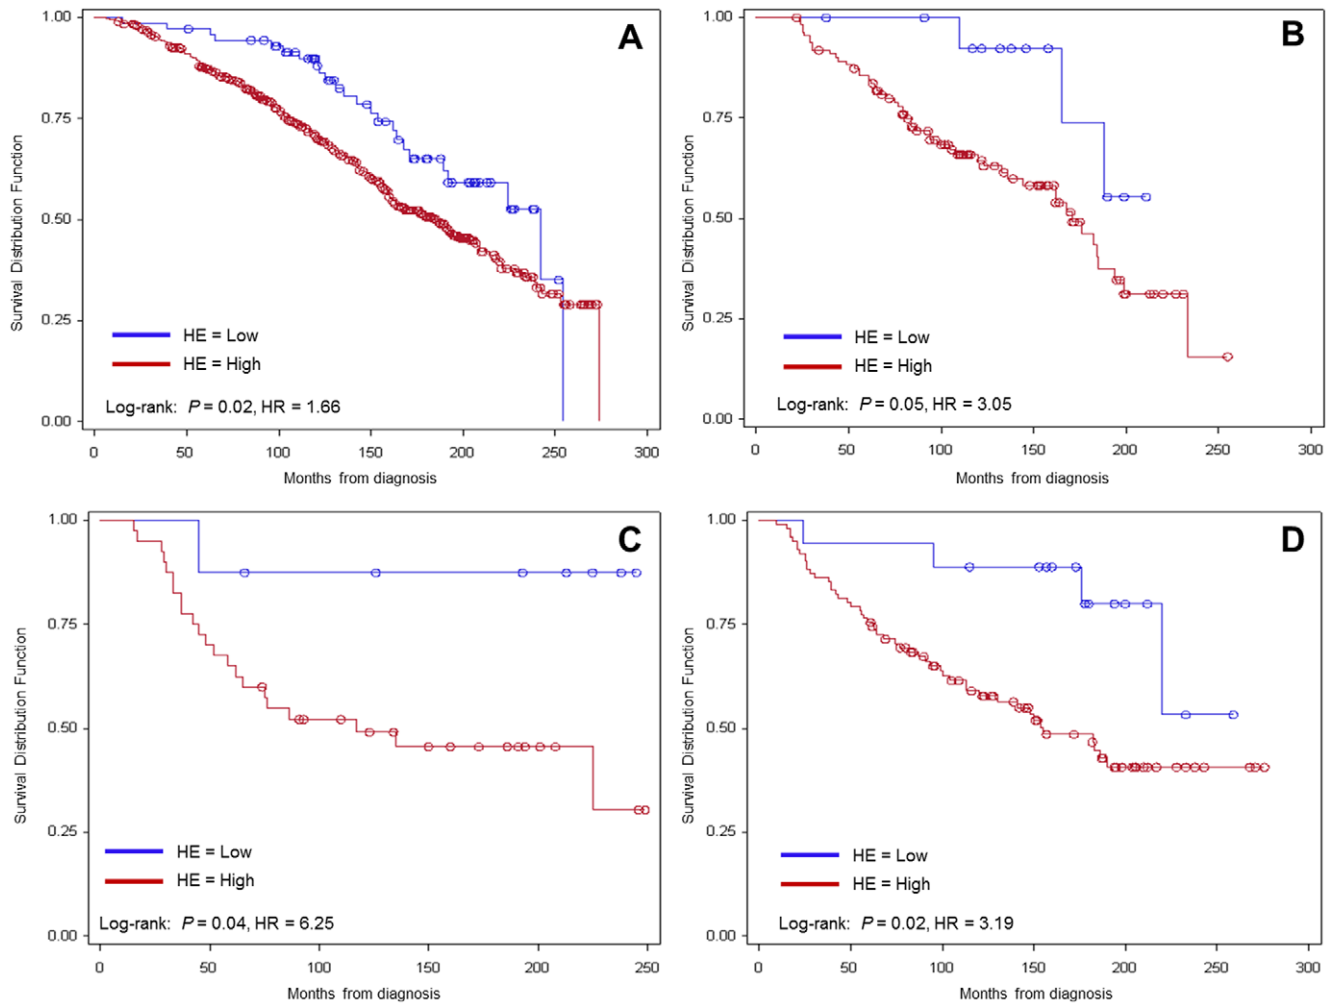 A
1.00
0.75
0.50
0.25
0.00
Survival Distribution Function
HE = Low
HE = High
Log-rank: P = 0.02, HR = 1.66
0 50 100 150 200 250 300
Months from diagnosis
B
1.00
0.75
0.50
0.25
0.00
Survival Distribution Function
HE = Low
HE = High
Log-rank: P = 0.05, HR = 3.05
0 50 100 150 200 250 300
Months from diagnosis
C
1.00
0.75
0.50
0.25
0.00
Survival Distribution Function
HE = Low
HE = High
Log-rank: P = 0.04, HR = 6.25
0 50 100 150 200 250
Months from diagnosis
D
1.00
0.75
0.50
0.25
0.00
Survival Distribution Function
HE = Low
HE = High
Log-rank: P = 0.02, HR = 3.19
0 50 100 150 200 250 300
Months from diagnosis